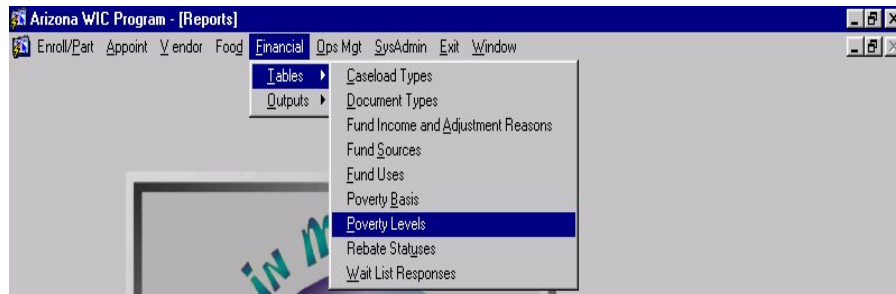 Arizona WIC Program - [Reports]
Enroll/Part Appoint Vendor Food Financial Ops Mgt SysAdmin Exit Window
Tables
Outputs
Caseload Types
Document Types
Fund Income and Adjustment Reasons
Fund Sources
Fund Uses
Poverty Basis
Poverty Levels
Rebate Statuses
Wait List Responses
in m